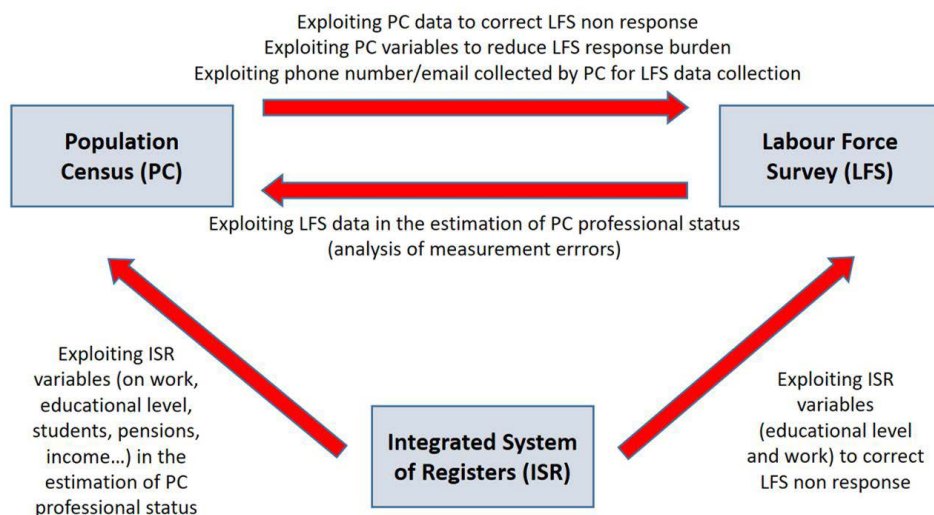 Exploiting PC data to correct LFS non response
Exploiting PC variables to reduce LFS response burden
Exploiting phone number/email collected by PC for LFS data collection
Population
Census (PC)
Labour Force
Survey (LFS)
Exploiting LFS data in the estimation of PC professional status
(analysis of measurement errrors)
Exploiting ISR
variables (on work,
educational level,
students, pensions,
income...) in the
estimation of PC
professional status
Integrated System
of Registers (ISR)
Exploiting ISR
variables
(educational level
and work) to correct
LFS non response